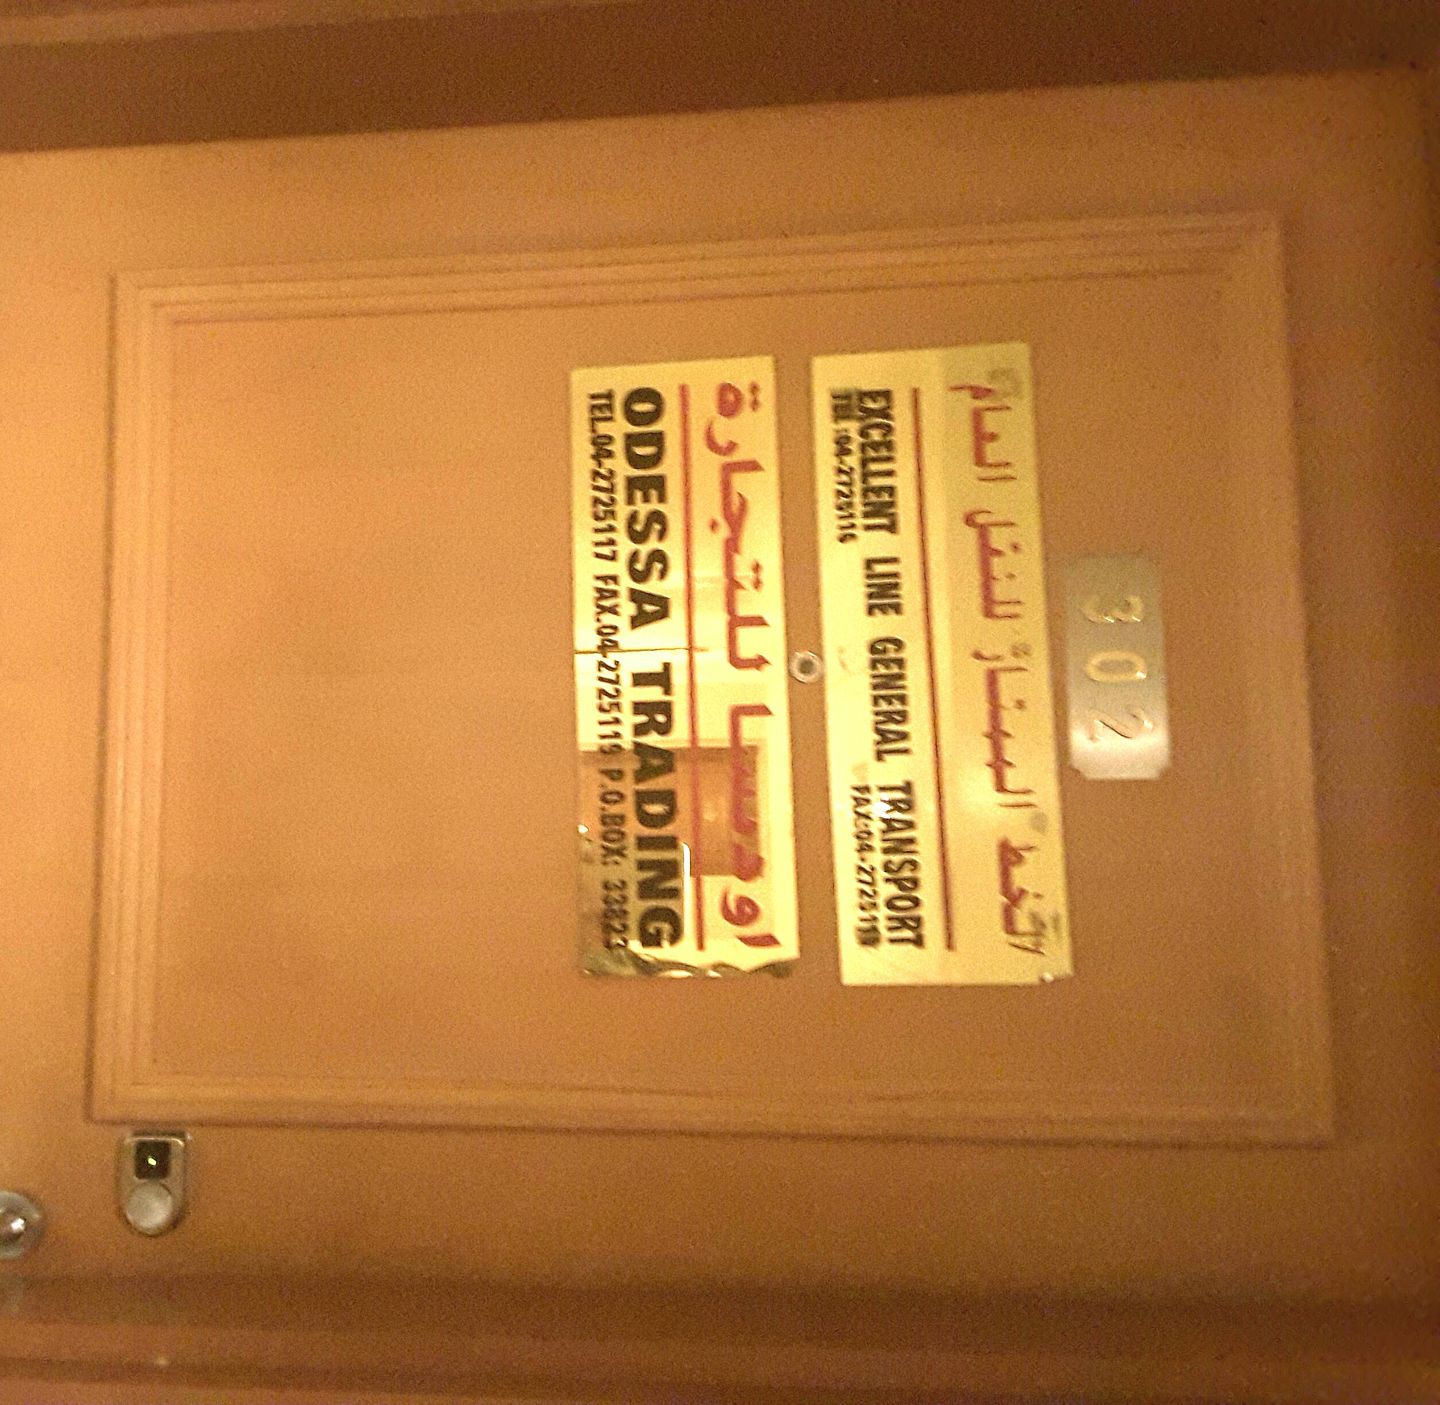 302
الخط الممتاز للنقل العام
EXCELLENT LINE GENERAL TRANSPORT
TEL :04-2725116 FAX:04-2725119
اودسا للتجارة
ODESSA TRADING
TEL.04-2725117 FAX.04-2725119 P.O.BOX: 33823